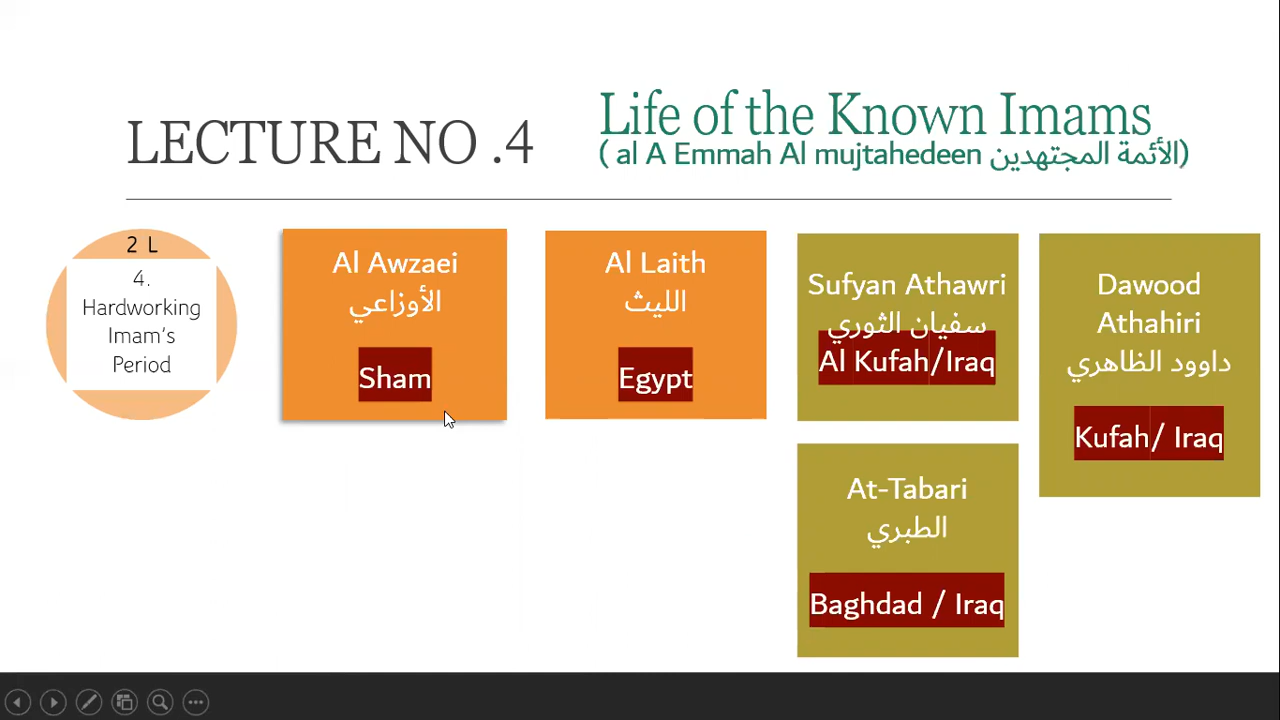 LECTURE NO .4
Life of the Known Imams
( al A Emmah Al mujtahedeen الأئمة المجتهدين)
2 L
4.
Hardworking
Imam's
Period
Al Awzaei
الأوزاعي
Sham
Al Laith
الليث
Egypt
Sufyan Athawri
سفيان الثوري
Al Kufah/Iraq
Dawood
Athahiri
داوود الظاهري
Kufah/ Iraq
At-Tabari
الطبري
Baghdad / Iraq